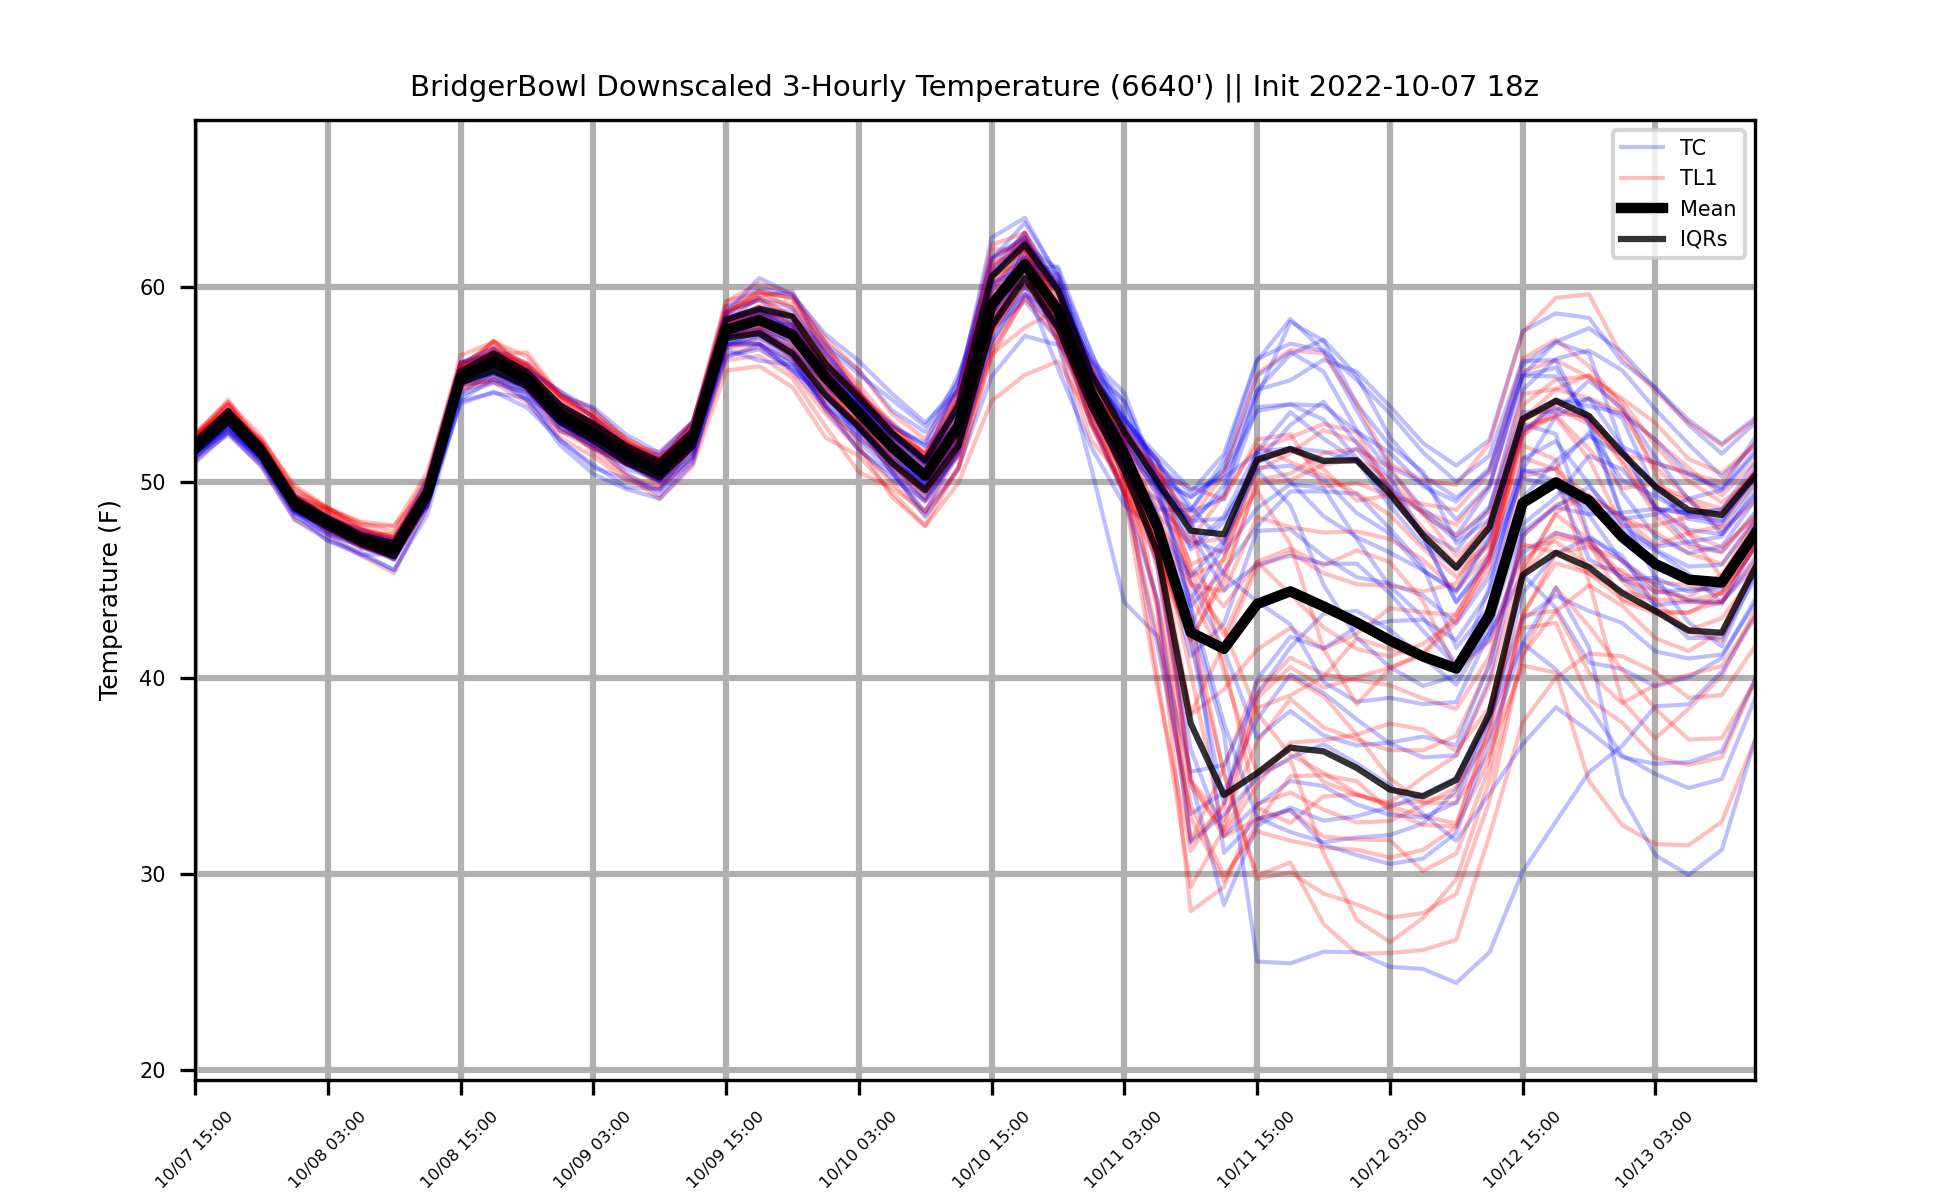 BridgerBowl Downscaled 3-Hourly Temperature (6640') || Init 2022-10-07 18z
TC
TL1
Mean
IQRs
Temperature (F)
60
50
40
30
20
10/07 15:00
10/08 03:00
10/08 15:00
10/09 03:00
10/09 15:00
10/10 03:00
10/10 15:00
10/11 03:00
10/11 15:00
10/12 03:00
10/12 15:00
10/13 03:00